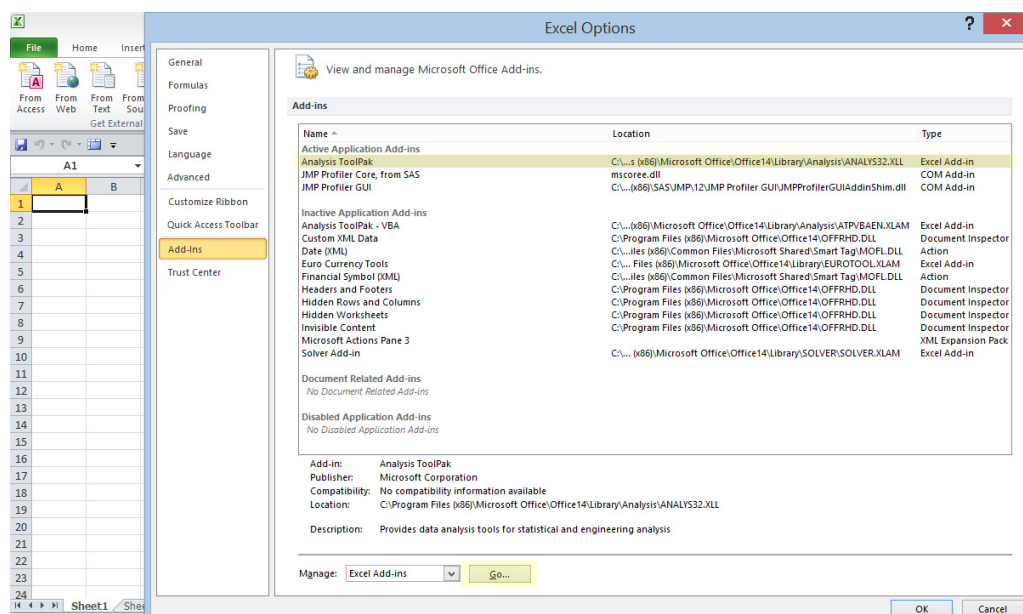 Excel Options
?
×
File Home Insert
From Access
From Web
From Text
From Sou
Get External
A1
A B
1
2
3
4
5
6
7
8
9
10
11
12
13
14
15
16
17
18
19
20
21
22
23
24
Sheet1 Shee
General
Formulas
Proofing
Save
Language
Advanced
Customize Ribbon
Quick Access Toolbar
Add-Ins
Trust Center
View and manage Microsoft Office Add-ins.
Add-ins
Name Location Type
Active Application Add-ins
Analysis ToolPak C:\...s (x86)\Microsoft Office\Office14\Library\Analysis\ANALYS32.XLL Excel Add-in
JMP Profiler Core, from SAS mscoree.dll COM Add-in
JMP Profiler GUI C:\...(x86)\SAS\JMP\12\JMP Profiler GUI\JMPProfilerGUIAddinShim.dll COM Add-in
Inactive Application Add-ins
Analysis ToolPak - VBA C:\...(x86)\Microsoft Office\Office14\Library\Analysis\ATPVBAEN.XLAM Excel Add-in
Custom XML Data C:\Program Files (x86)\Microsoft Office\Office14\OFFRHD.DLL Document Inspector
Date (XML) C:\...iles (x86)\Common Files\Microsoft Shared\Smart Tag\MOFL.DLL Action
Euro Currency Tools C:\... Files (x86)\Microsoft Office\Office14\Library\EUROTOOL.XLAM Excel Add-in
Financial Symbol (XML) C:\...iles (x86)\Common Files\Microsoft Shared\Smart Tag\MOFL.DLL Action
Headers and Footers C:\Program Files (x86)\Microsoft Office\Office14\OFFRHD.DLL Document Inspector
Hidden Rows and Columns C:\Program Files (x86)\Microsoft Office\Office14\OFFRHD.DLL Document Inspector
Hidden Worksheets C:\Program Files (x86)\Microsoft Office\Office14\OFFRHD.DLL Document Inspector
Invisible Content C:\Program Files (x86)\Microsoft Office\Office14\OFFRHD.DLL Document Inspector
Microsoft Actions Pane 3 XML Expansion Pack
Solver Add-in C:\... (x86)\Microsoft Office\Office14\Library\SOLVER\SOLVER.XLAM Excel Add-in
Document Related Add-ins
No Document Related Add-ins
Disabled Application Add-ins
No Disabled Application Add-ins
Add-in: Analysis ToolPak
Publisher: Microsoft Corporation
Compatibility: No compatibility information available
Location: C:\Program Files (x86)\Microsoft Office\Office14\Library\Analysis\ANALYS32.XLL
Description: Provides data analysis tools for statistical and engineering analysis
Manage: Excel Add-ins Go...
OK Cancel